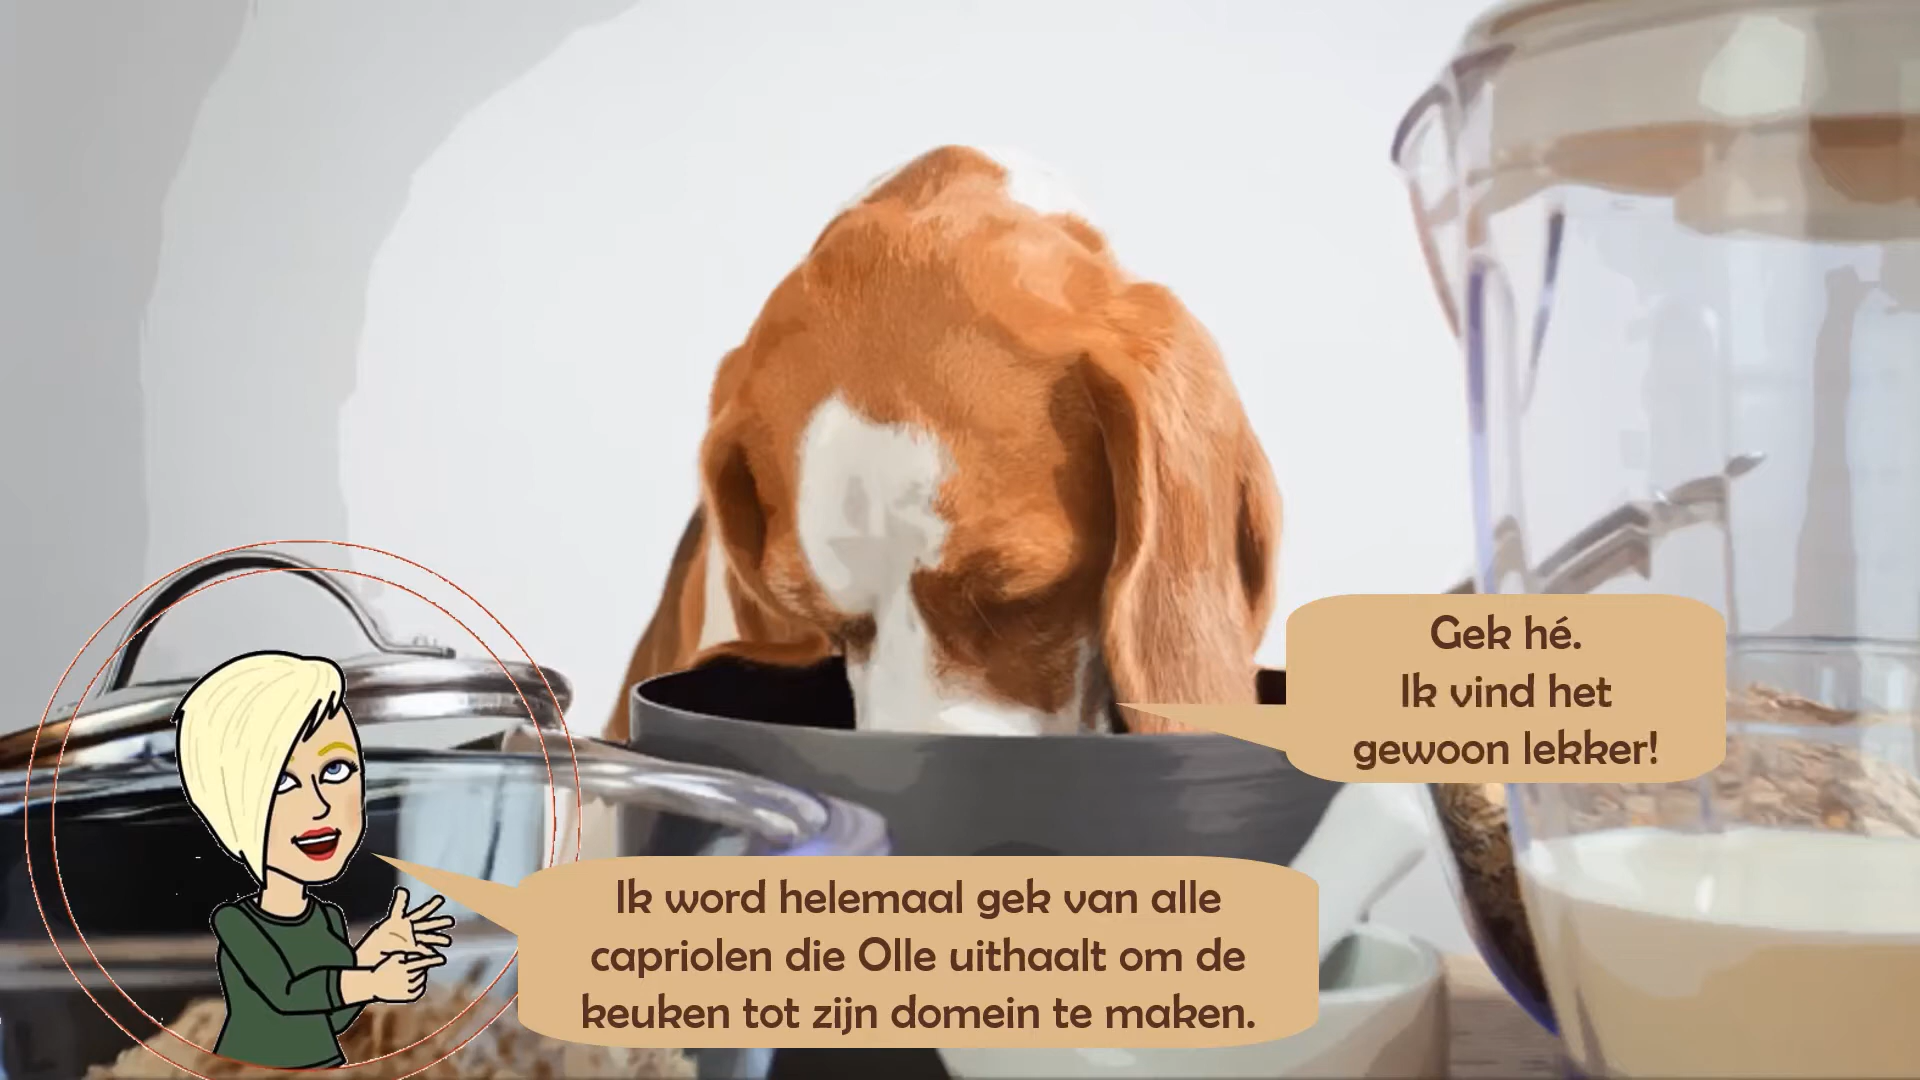 Gek hé.
Ik vind het
gewoon lekker!
Ik word helemaal gek van alle
capriolen die Olle uithaalt om de
keuken tot zijn domein te maken.